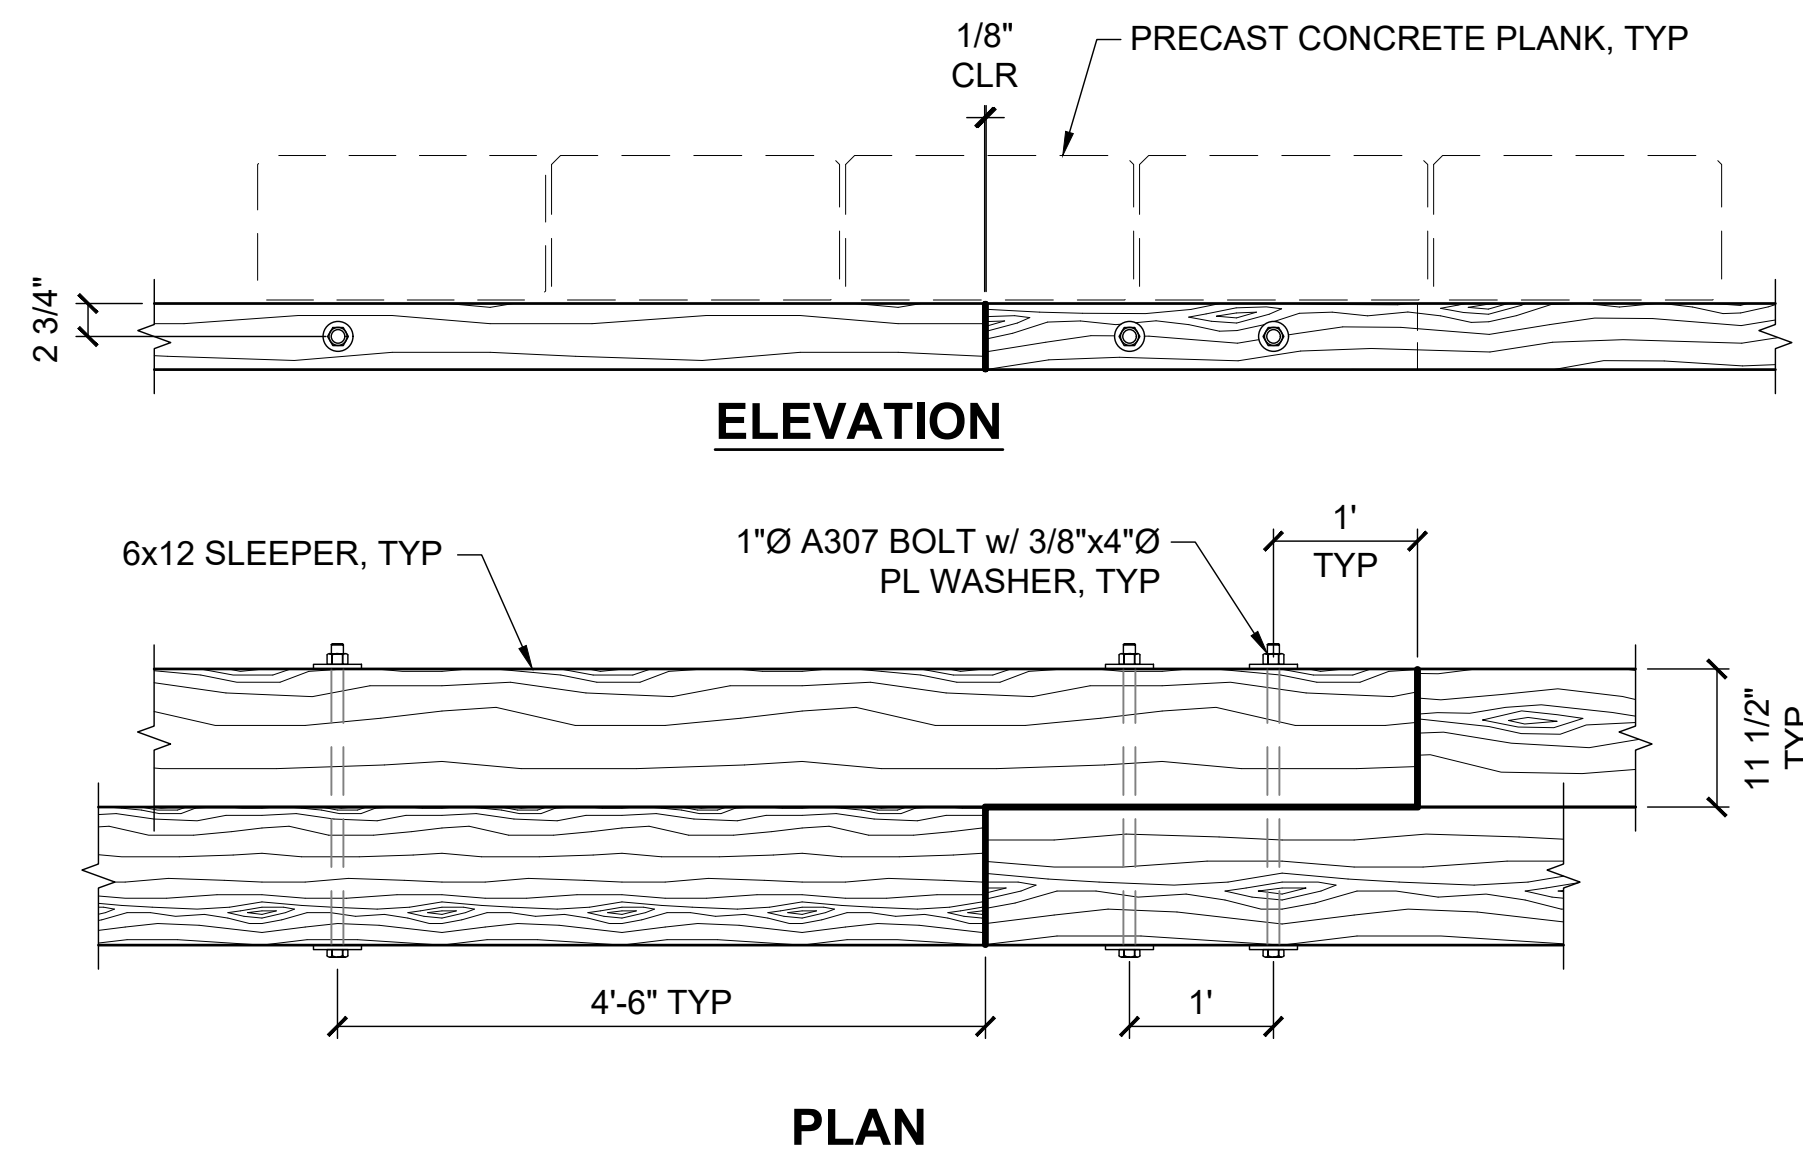 1/8"
CLR
PRECAST CONCRETE PLANK, TYP
2 3/4"
ELEVATION
6x12 SLEEPER, TYP
1"Ø A307 BOLT w/ 3/8"x4"Ø
PL WASHER, TYP
1'
TYP
11 1/2"
TYP
4'-6" TYP
1'
PLAN